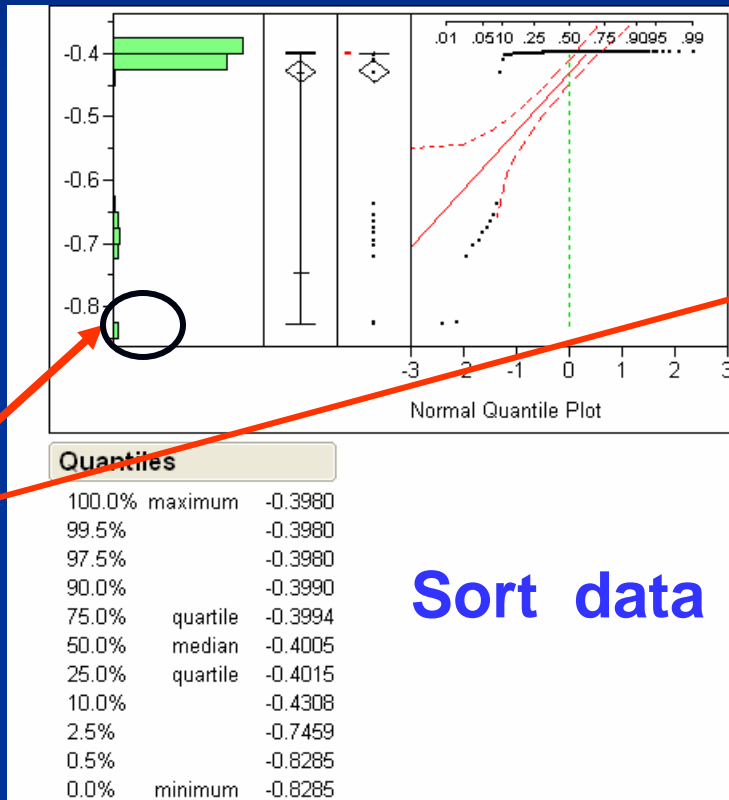 .01 .05 10 .25 .50 .75 .90 95 .99
-0.4
-0.5
-0.6
-0.7
-0.8
-3 -2 -1 0 1 2 3
Normal Quantile Plot
Quantiles
100.0% maximum -0.3980
99.5% -0.3980
97.5% -0.3980
90.0% -0.3990
75.0% quartile -0.3994
50.0% median -0.4005
25.0% quartile -0.4015
10.0% -0.4308
2.5% -0.7459
0.5% -0.8285
0.0% minimum -0.8285
Sort data